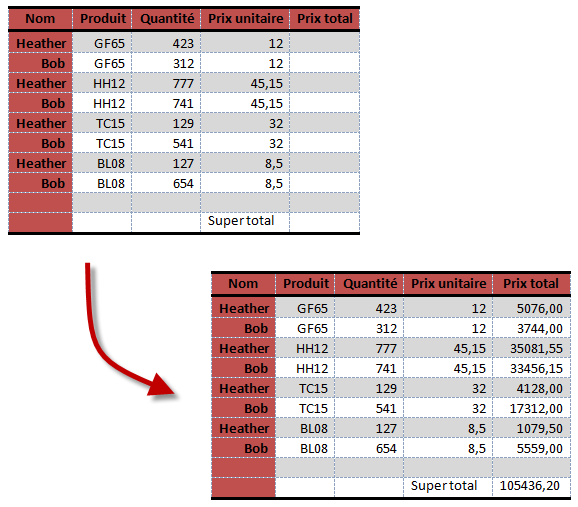 Nom Produit Quantité Prix unitaire Prix total
Heather GF65 423 12
Bob GF65 312 12
Heather HH12 777 45,15
Bob HH12 741 45,15
Heather TC15 129 32
Bob TC15 541 32
Heather BL08 127 8,5
Bob BL08 654 8,5
Super total
Nom Produit Quantité Prix unitaire Prix total
Heather GF65 423 12 5076,00
Bob GF65 312 12 3744,00
Heather HH12 777 45,15 35081,55
Bob HH12 741 45,15 33456,15
Heather TC15 129 32 4128,00
Bob TC15 541 32 17312,00
Heather BL08 127 8,5 1079,50
Bob BL08 654 8,5 5559,00
Super total 105436,20